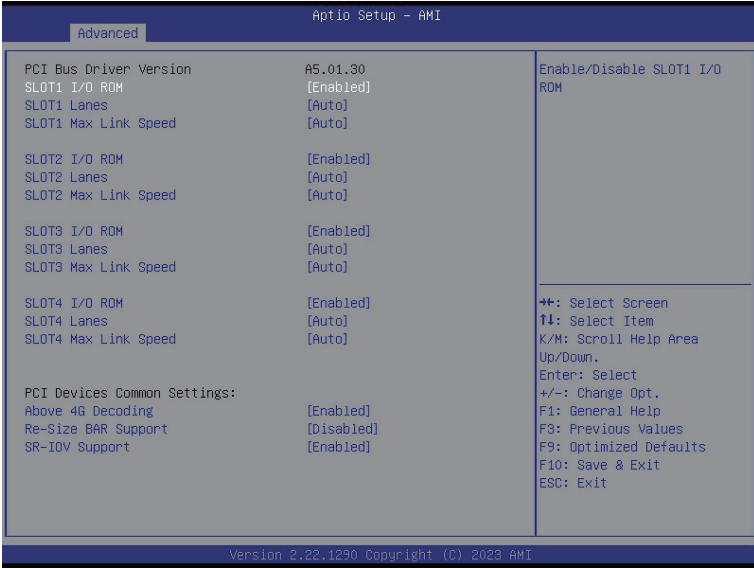 Aptio Setup – AMI
Advanced
PCI Bus Driver Version A5.01.30
SLOT1 I/O ROM [Enabled]
SLOT1 Lanes [Auto]
SLOT1 Max Link Speed [Auto]
SLOT2 I/O ROM [Enabled]
SLOT2 Lanes [Auto]
SLOT2 Max Link Speed [Auto]
SLOT3 I/O ROM [Enabled]
SLOT3 Lanes [Auto]
SLOT3 Max Link Speed [Auto]
SLOT4 I/O ROM [Enabled]
SLOT4 Lanes [Auto]
SLOT4 Max Link Speed [Auto]
PCI Devices Common Settings:
Above 4G Decoding [Enabled]
Re-Size BAR Support [Disabled]
SR-IOV Support [Enabled]
Enable/Disable SLOT1 I/O
ROM
→←: Select Screen
↑↓: Select Item
K/M: Scroll Help Area
Up/Down.
Enter: Select
+/-: Change Opt.
F1: General Help
F3: Previous Values
F9: Optimized Defaults
F10: Save & Exit
ESC: Exit
Version 2.22.1290 Copyright (C) 2023 AMI